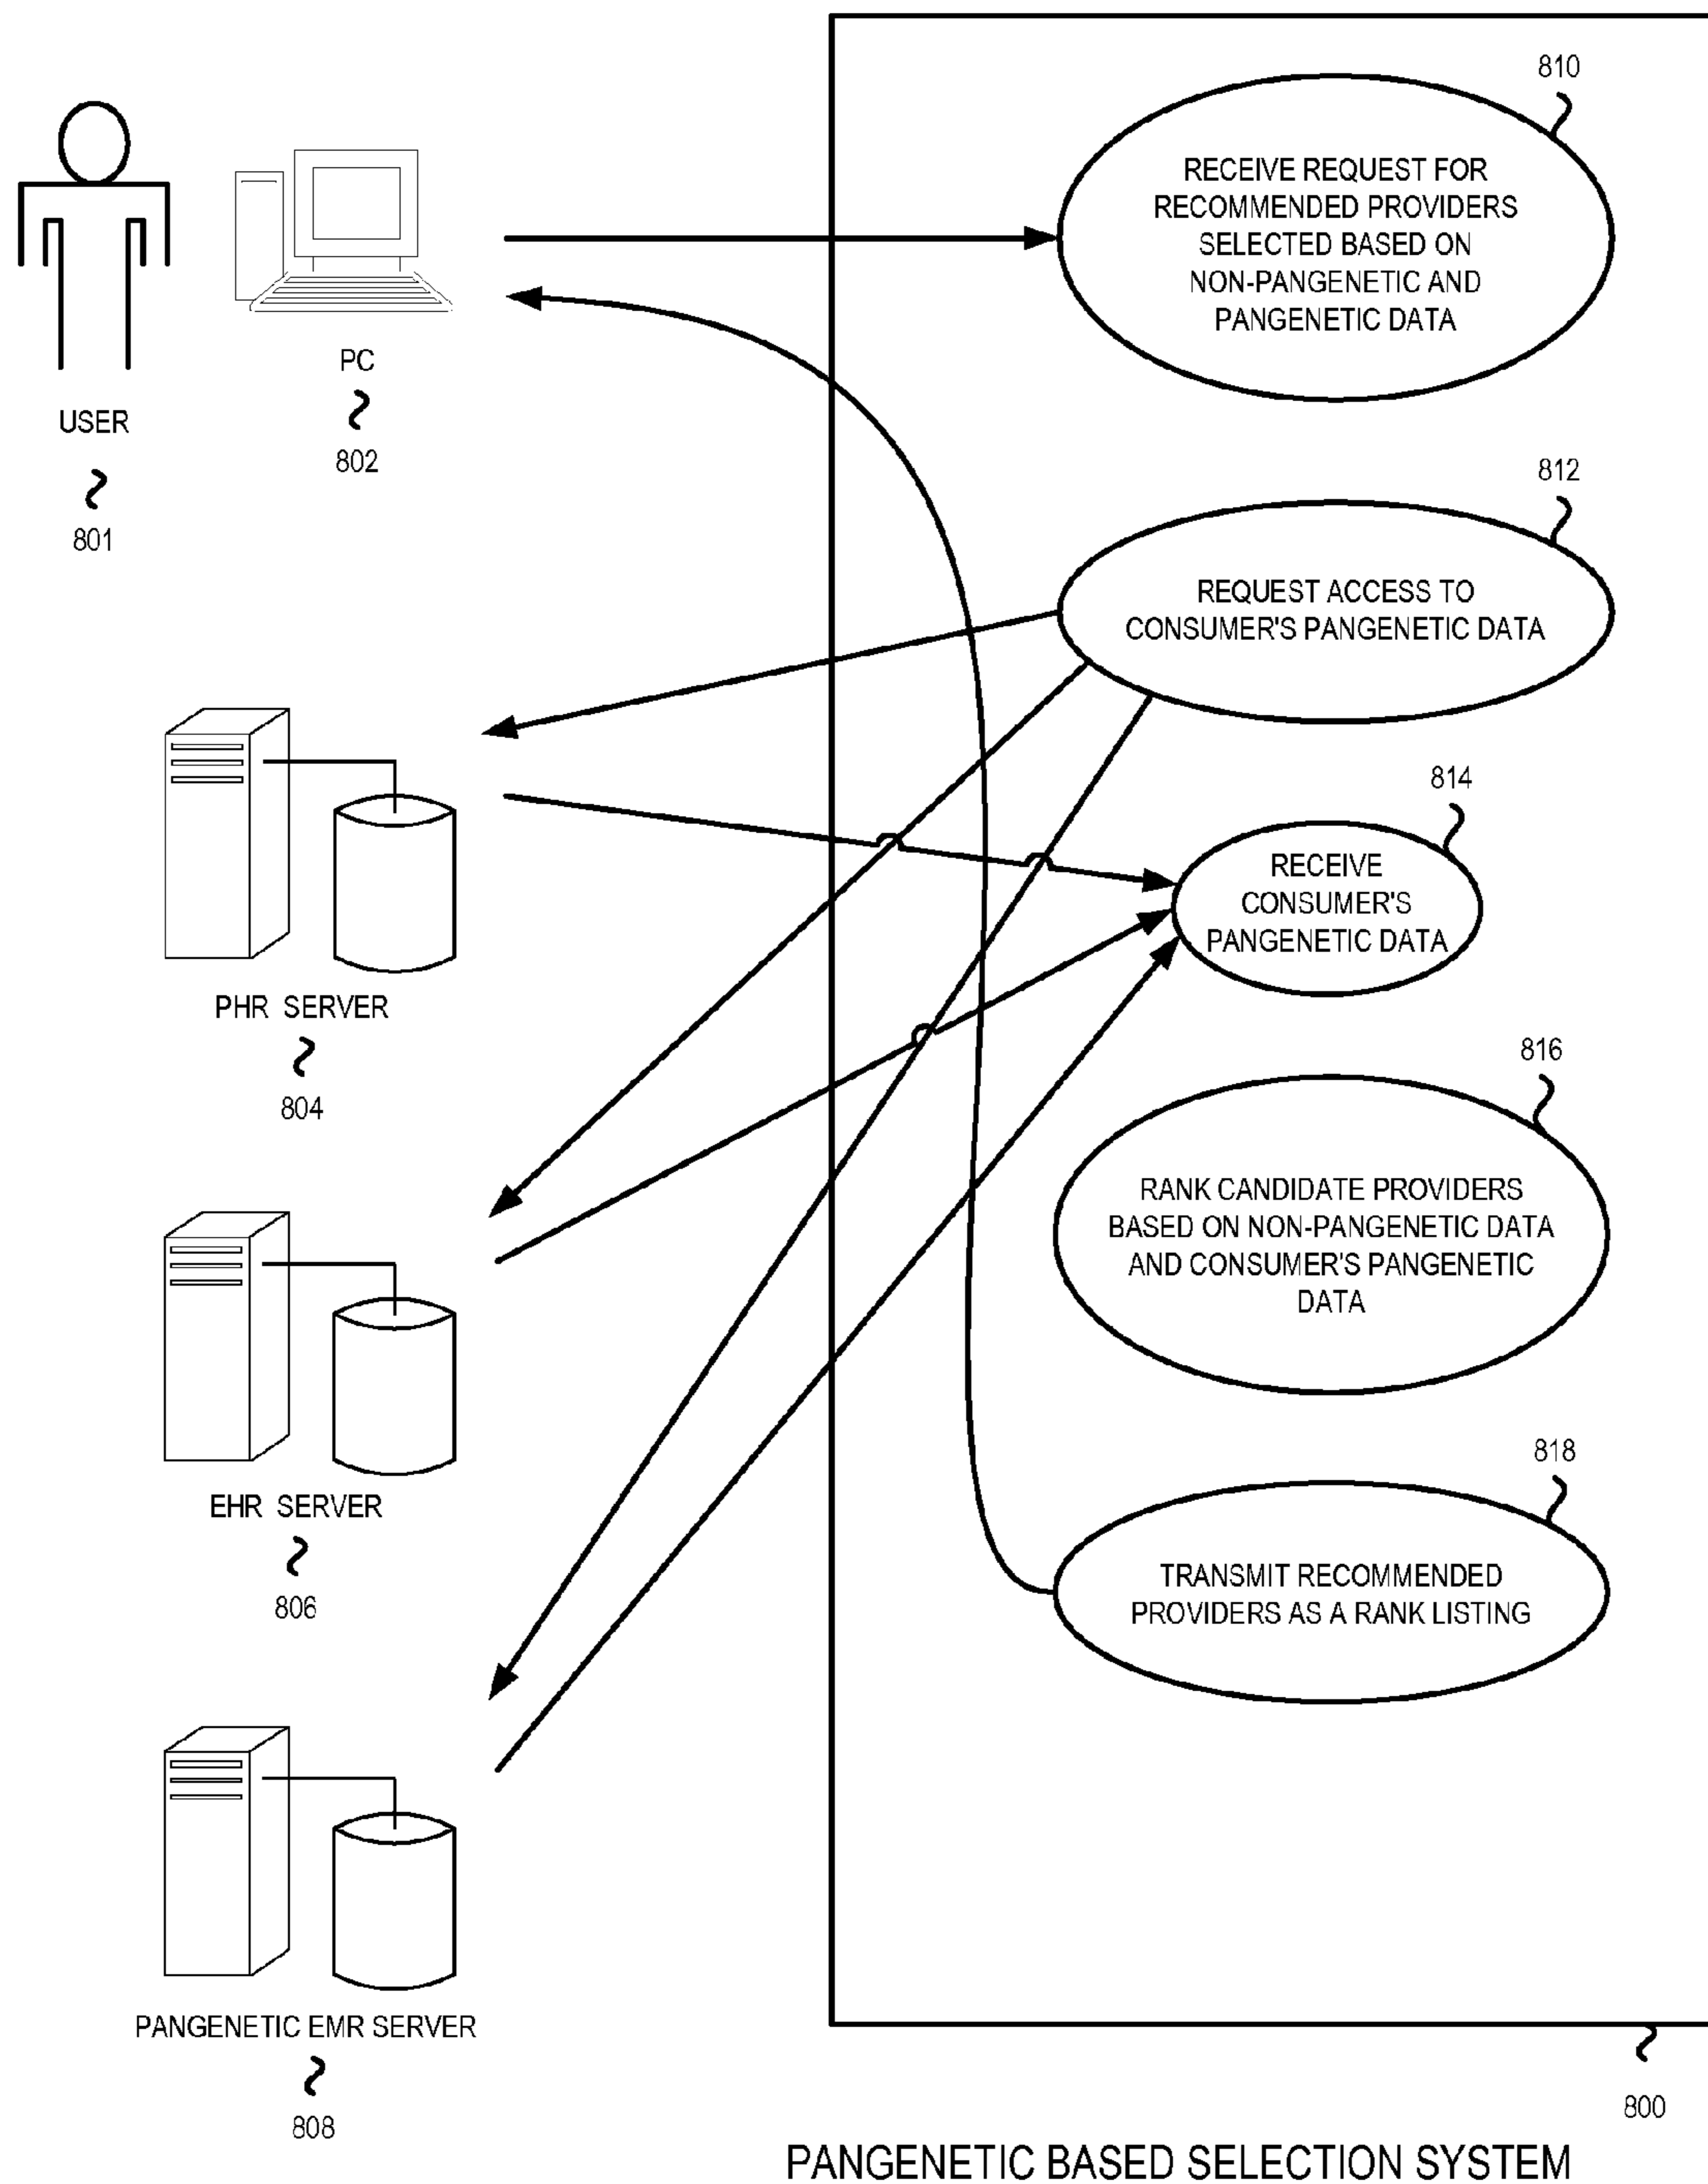 810
RECEIVE REQUEST FOR
RECOMMENDED PROVIDERS
SELECTED BASED ON
NON-PANGENETIC AND
PANGENETIC DATA
USER
801
PC
802
812
REQUEST ACCESS TO
CONSUMER'S PANGENETIC DATA
814
RECEIVE
CONSUMER'S
PANGENETIC DATA
PHR SERVER
804
816
RANK CANDIDATE PROVIDERS
BASED ON NON-PANGENETIC DATA
AND CONSUMER'S PANGENETIC
DATA
EHR SERVER
806
818
TRANSMIT RECOMMENDED
PROVIDERS AS A RANK LISTING
PANGENETIC EMR SERVER
808
800
PANGENETIC BASED SELECTION SYSTEM